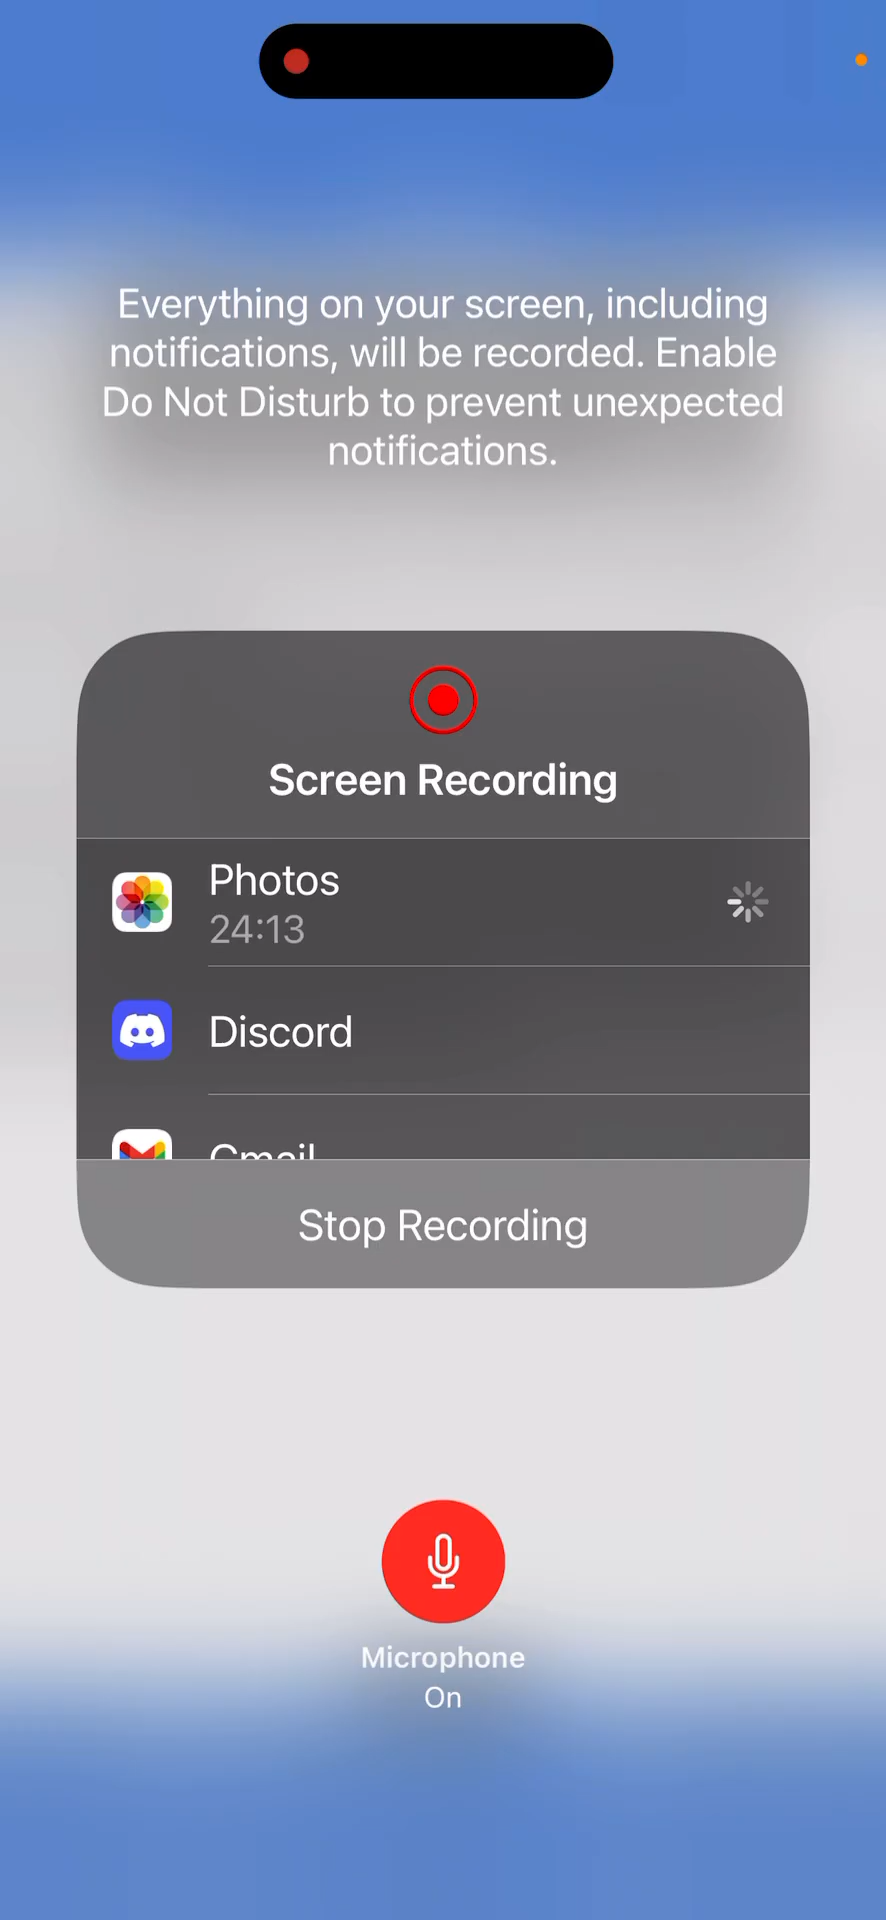 Everything on your screen, including
notifications, will be recorded. Enable
Do Not Disturb to prevent unexpected
notifications.
Screen Recording
Photos
24:13
Discord
Gmail
Stop Recording
Microphone
On